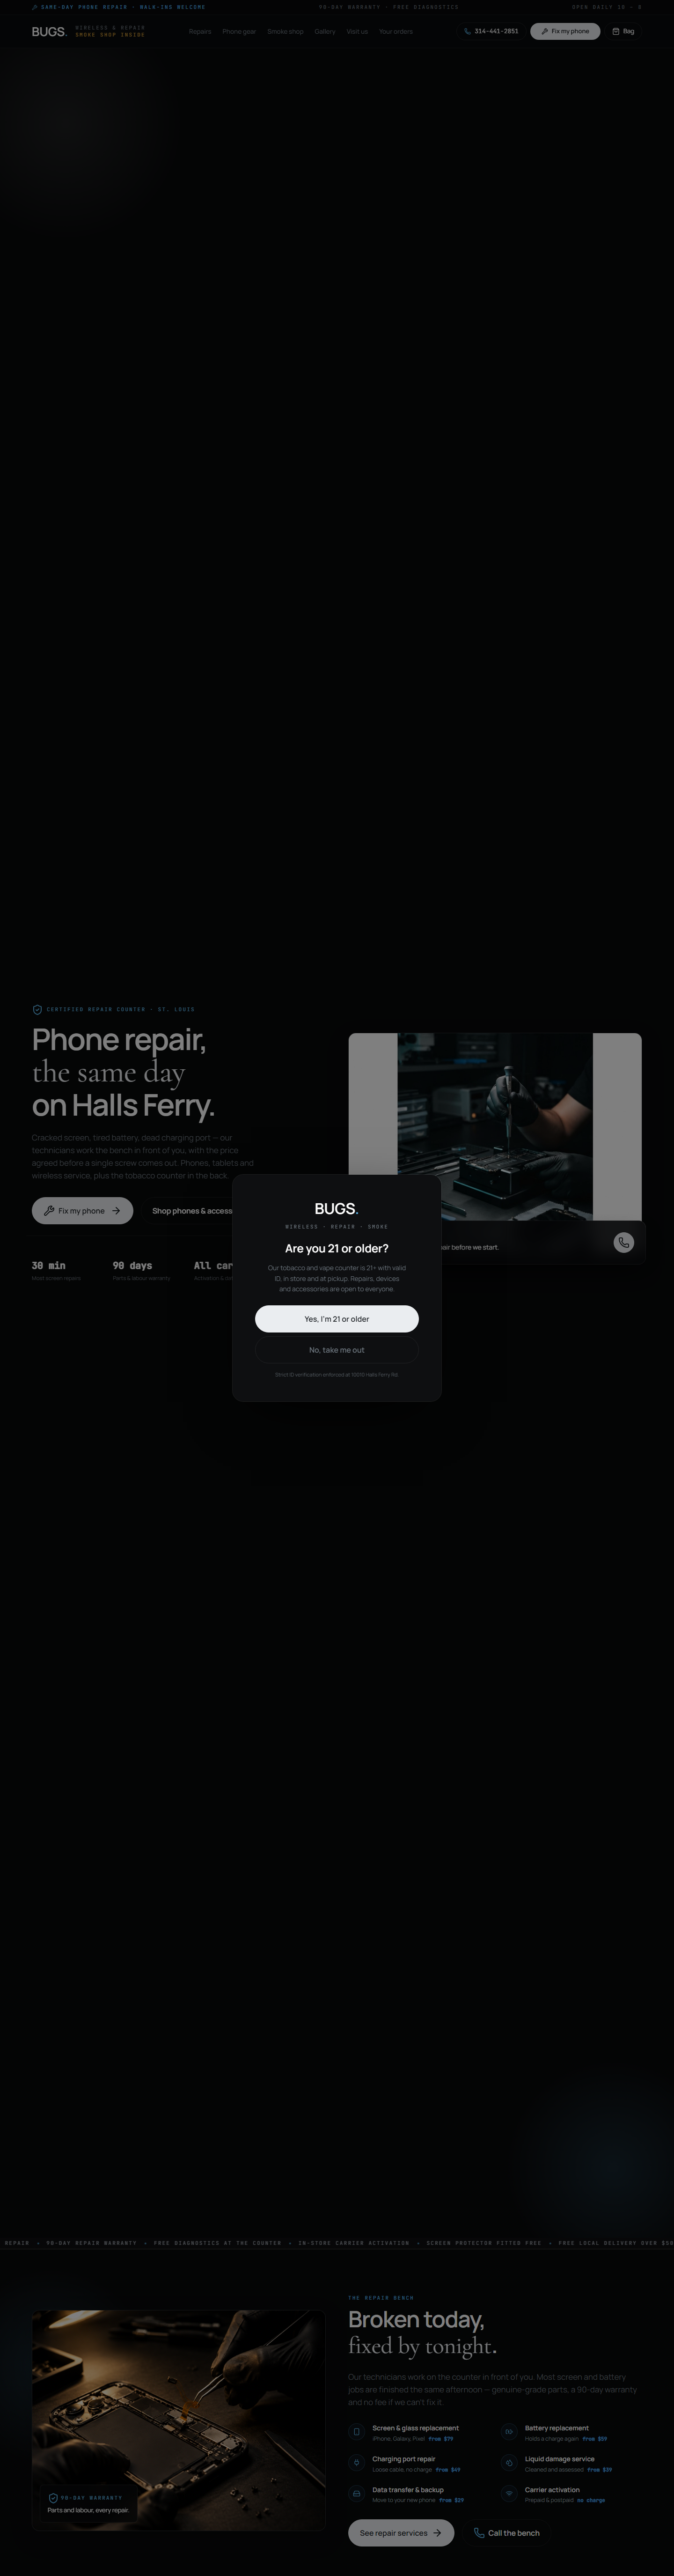 SAME-DAY PHONE REPAIR · WALK-INS WELCOME
90-DAY WARRANTY · FREE DIAGNOSTICS
OPEN DAILY 10 – 8
BUGS.
WIRELESS & REPAIR
SMOKE SHOP INSIDE
Repairs
Phone gear
Smoke shop
Gallery
Visit us
Your orders
314-441-2851
Fix my phone
Bag
CERTIFIED REPAIR COUNTER · ST. LOUIS
Phone repair,
the same day
on Halls Ferry.
Cracked screen, tired battery, dead charging port — our
technicians work the bench in front of you, with the price
agreed before a single screw comes out. Phones, tablets and
wireless service, plus the tobacco counter in the back.
Fix my phone
Shop phones & access
30 min
Most screen repairs
90 days
Parts & labour warranty
All car
before we start.
BUGS.
WIRELESS · REPAIR · SMOKE
Are you 21 or older?
Our tobacco and vape counter is 21+ with valid
ID, in store and at pickup. Repairs, devices
and accessories are open to everyone.
Yes, I'm 21 or older
No, take me out
Strict ID verification enforced at 10010 Halls Ferry Rd.
REPAIR
90-DAY REPAIR WARRANTY
FREE DIAGNOSTICS AT THE COUNTER
IN-STORE CARRIER ACTIVATION
SCREEN PROTECTOR FITTED FREE
FREE LOCAL DELIVERY OVER $50
90-DAY WARRANTY
Parts and labour, every repair.
THE REPAIR BENCH
Broken today,
fixed by tonight.
Our technicians work on the counter in front of you. Most screen and battery
jobs are finished the same afternoon — genuine-grade parts, a 90-day warranty
and no fee if we can't fix it.
Screen & glass replacement
iPhone, Galaxy, Pixel from $79
Battery replacement
Holds a charge again from $59
Charging port repair
Loose cable, no charge from $49
Liquid damage service
Cleaned and assessed from $39
Data transfer & backup
Move to your new phone from $29
Carrier activation
Prepaid & postpaid no charge
See repair services
Call the bench